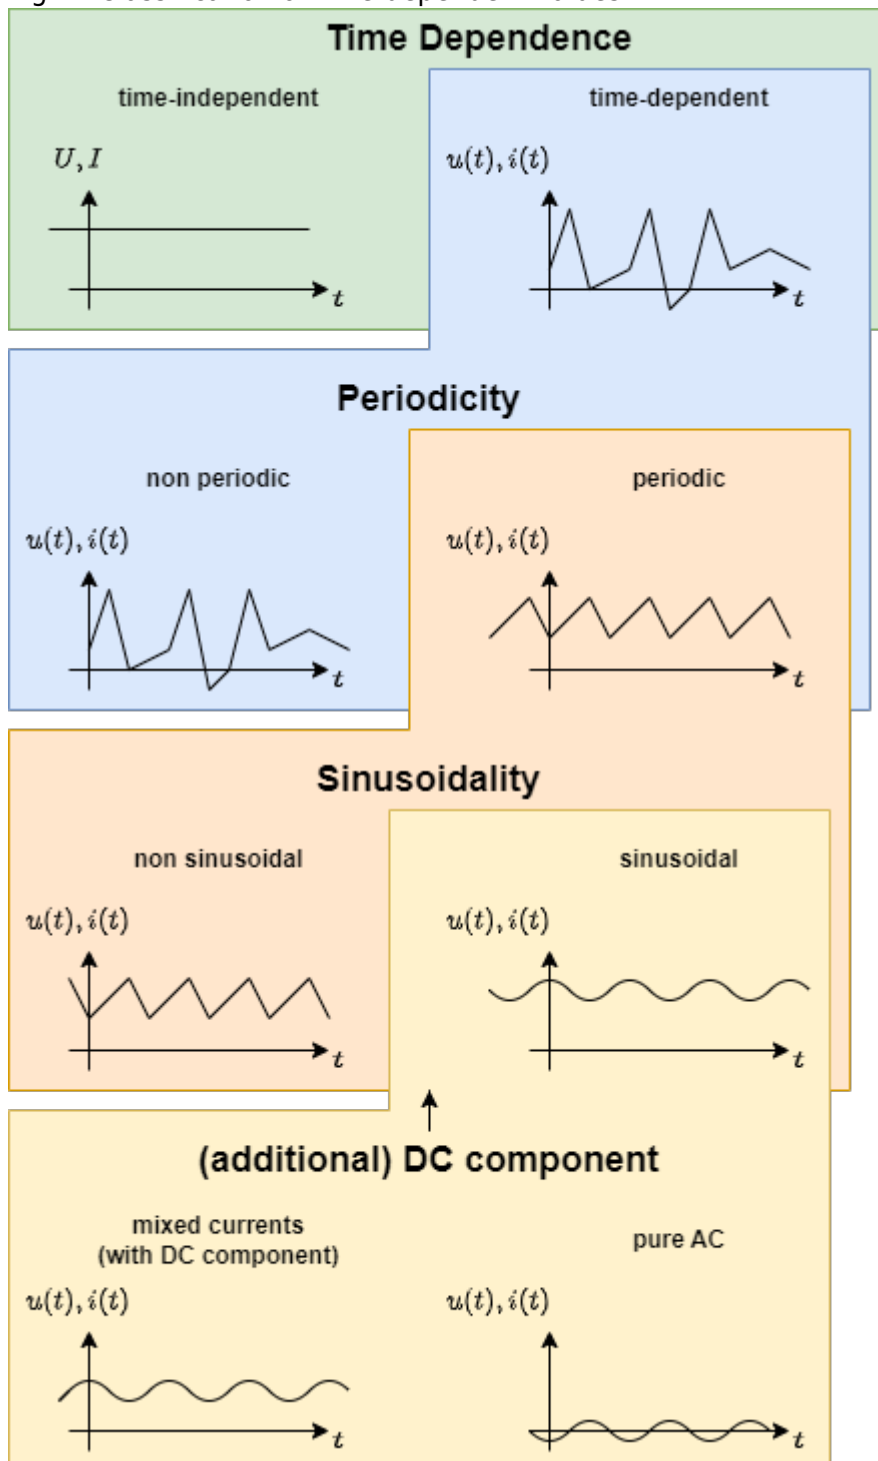 Time Dependence
time-independent
time-dependent
U, I
u(t), i(t)
t
t
Periodicity
non periodic
periodic
u(t), i(t)
u(t), i(t)
t
t
Sinusoidality
non sinusoidal
sinusoidal
u(t), i(t)
u(t), i(t)
t
t
(additional) DC component
mixed currents
(with DC component)
pure AC
u(t), i(t)
u(t), i(t)
t
t